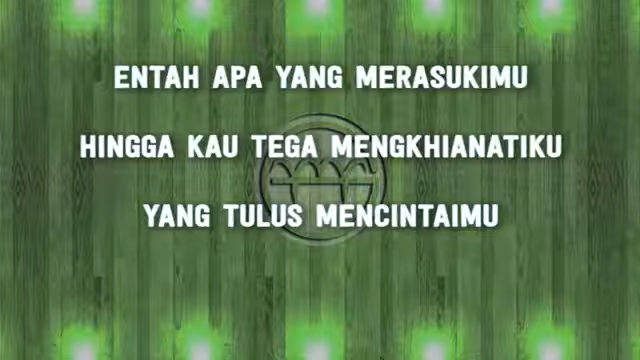 ENTAH APA YANG MERASUKIMU
HINGGA KAU TEGA MENGKHIANATIKU
YANG TULUS MENCINTAIMU